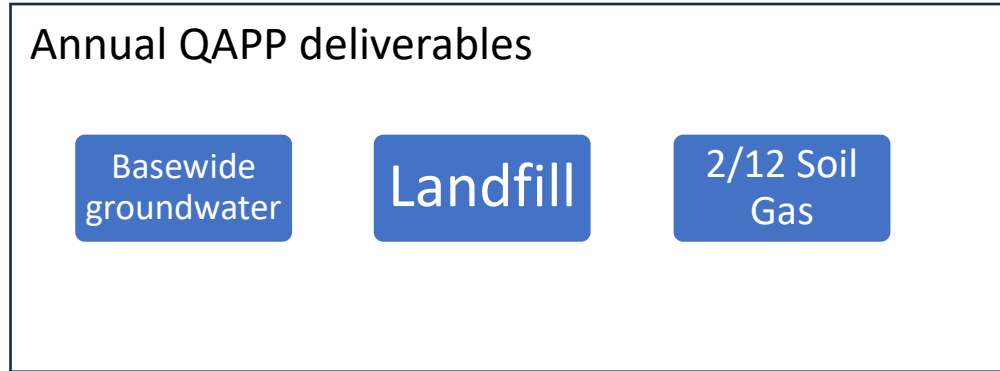 Annual QAPP deliverables
Basewide
groundwater
Landfill
2/12 Soil
Gas